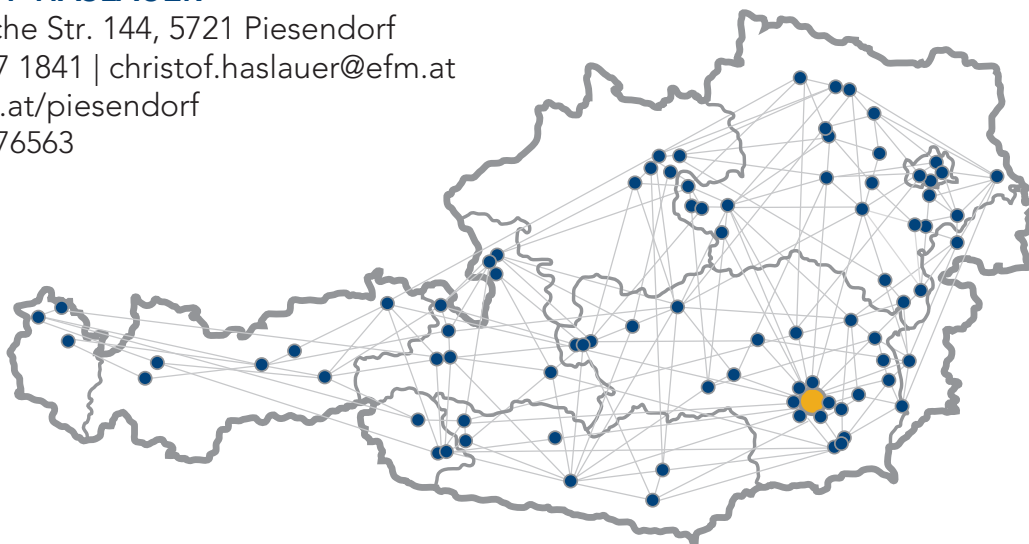 che Str. 144, 5721 Piesendorf
7 1841 | christof.haslauer@efm.at
.at/piesendorf
76563